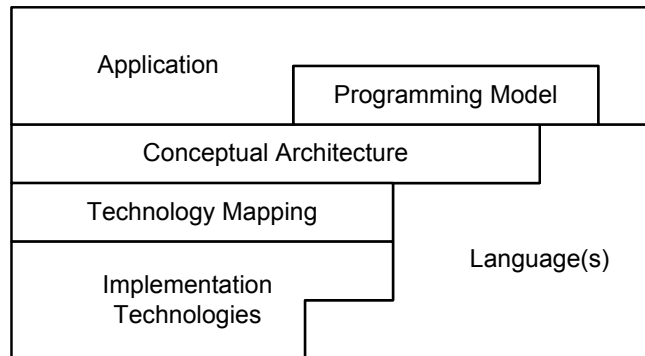 Application
Programming Model
Conceptual Architecture
Technology Mapping
Language(s)
Implementation
Technologies